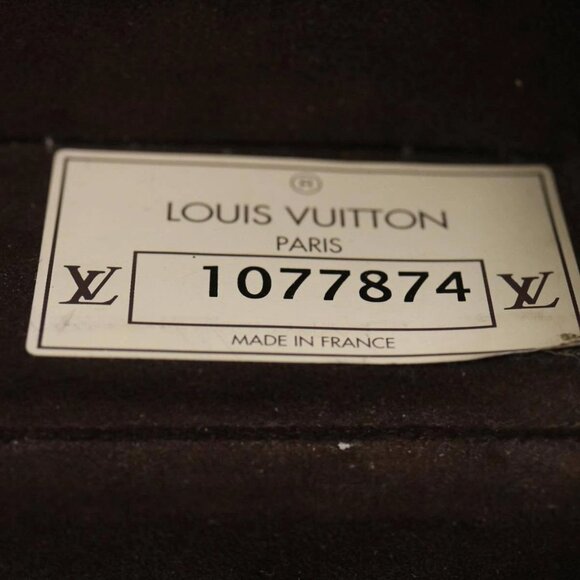 LOUIS VUITTON
PARIS
LV 1077874 LV
MADE IN FRANCE